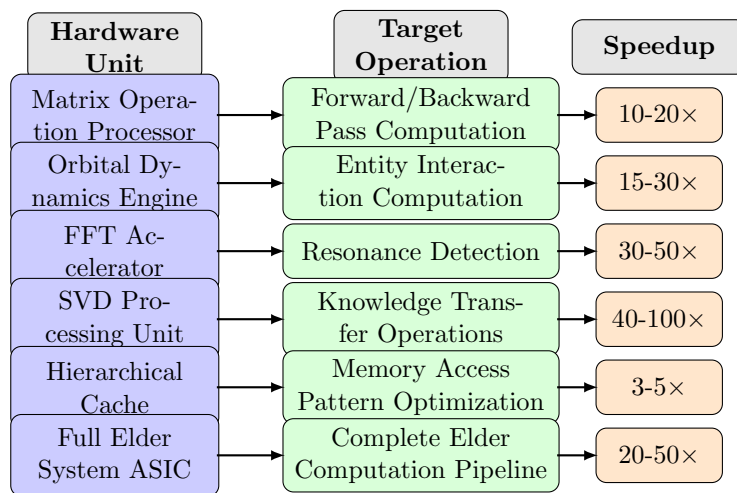 Hardware
Unit
Target
Operation
Speedup
Matrix Opera-
tion Processor
Forward/Backward
Pass Computation
10-20×
Orbital Dy-
namics Engine
Entity Interac-
tion Computation
15-30×
FFT Ac-
celerator
Resonance Detection
30-50×
SVD Pro-
cessing Unit
Knowledge Trans-
fer Operations
40-100×
Hierarchical
Cache
Memory Access
Pattern Optimization
3-5×
Full Elder
System ASIC
Complete Elder
Computation Pipeline
20-50×